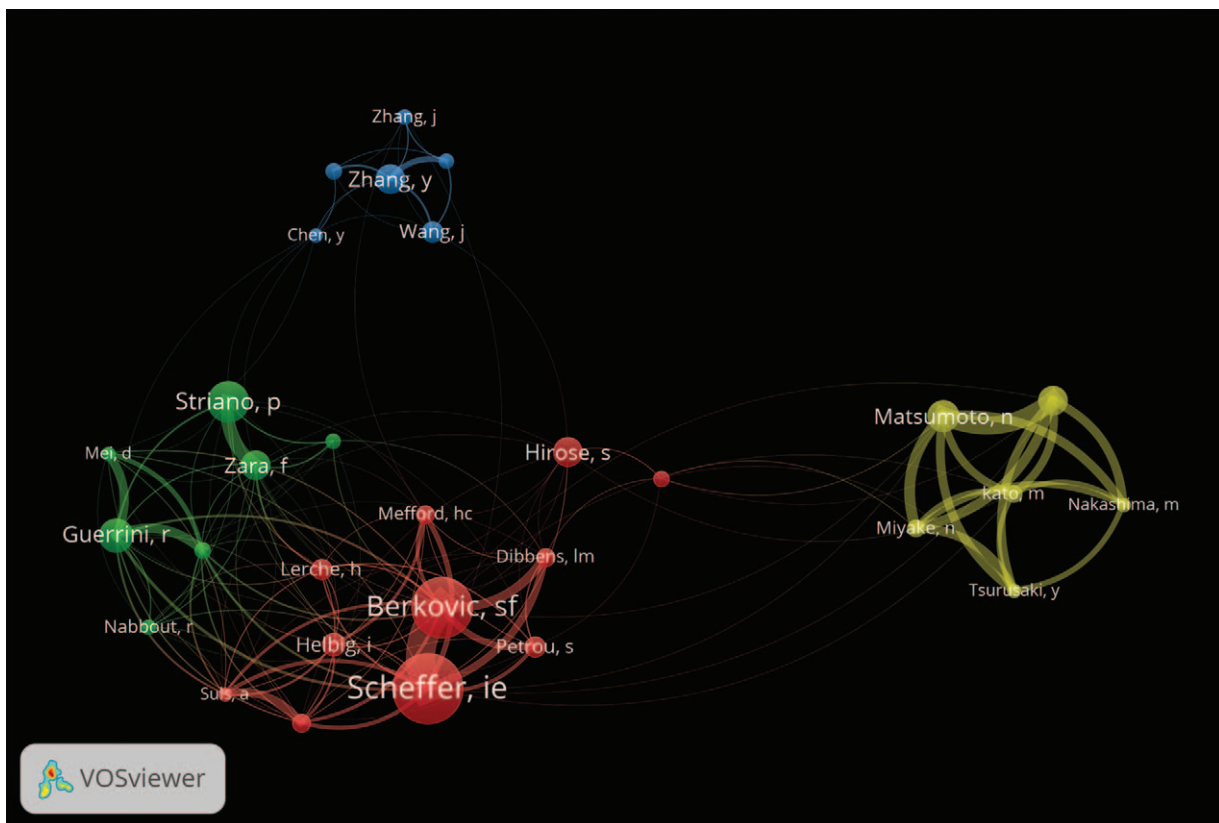 Zhang, j
Zhang, y
Chen, y
Wang, j
Striano, p
Mei, d
Zara, f
Guerrini, r
Nabbout, r
Hirose, s
Mefford, hc
Dibbens, lm
Lerche, h
Berkovic, sf
Helbig, i
Petrou, s
Suls, a
Scheffer, ie
Matsumoto, n
kato, m
Nakashima, m
Miyake, n
Tsurusaki, y
VOSviewer